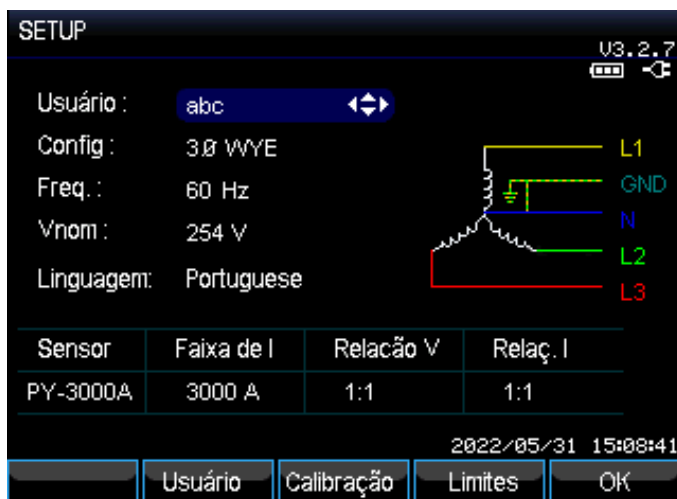 SETUP
V3.2.7
Usuário : abc
Config : 3Ø WYE
Freq. : 60 Hz
Vnom : 254 V
Linguagem: Portuguese
L1
GND
N
L2
L3
Sensor Faixa de I Relacão V Relaç. I
PY-3000A 3000 A 1:1 1:1
2022/05/31 15:08:41
Usuário Calibração Limites OK